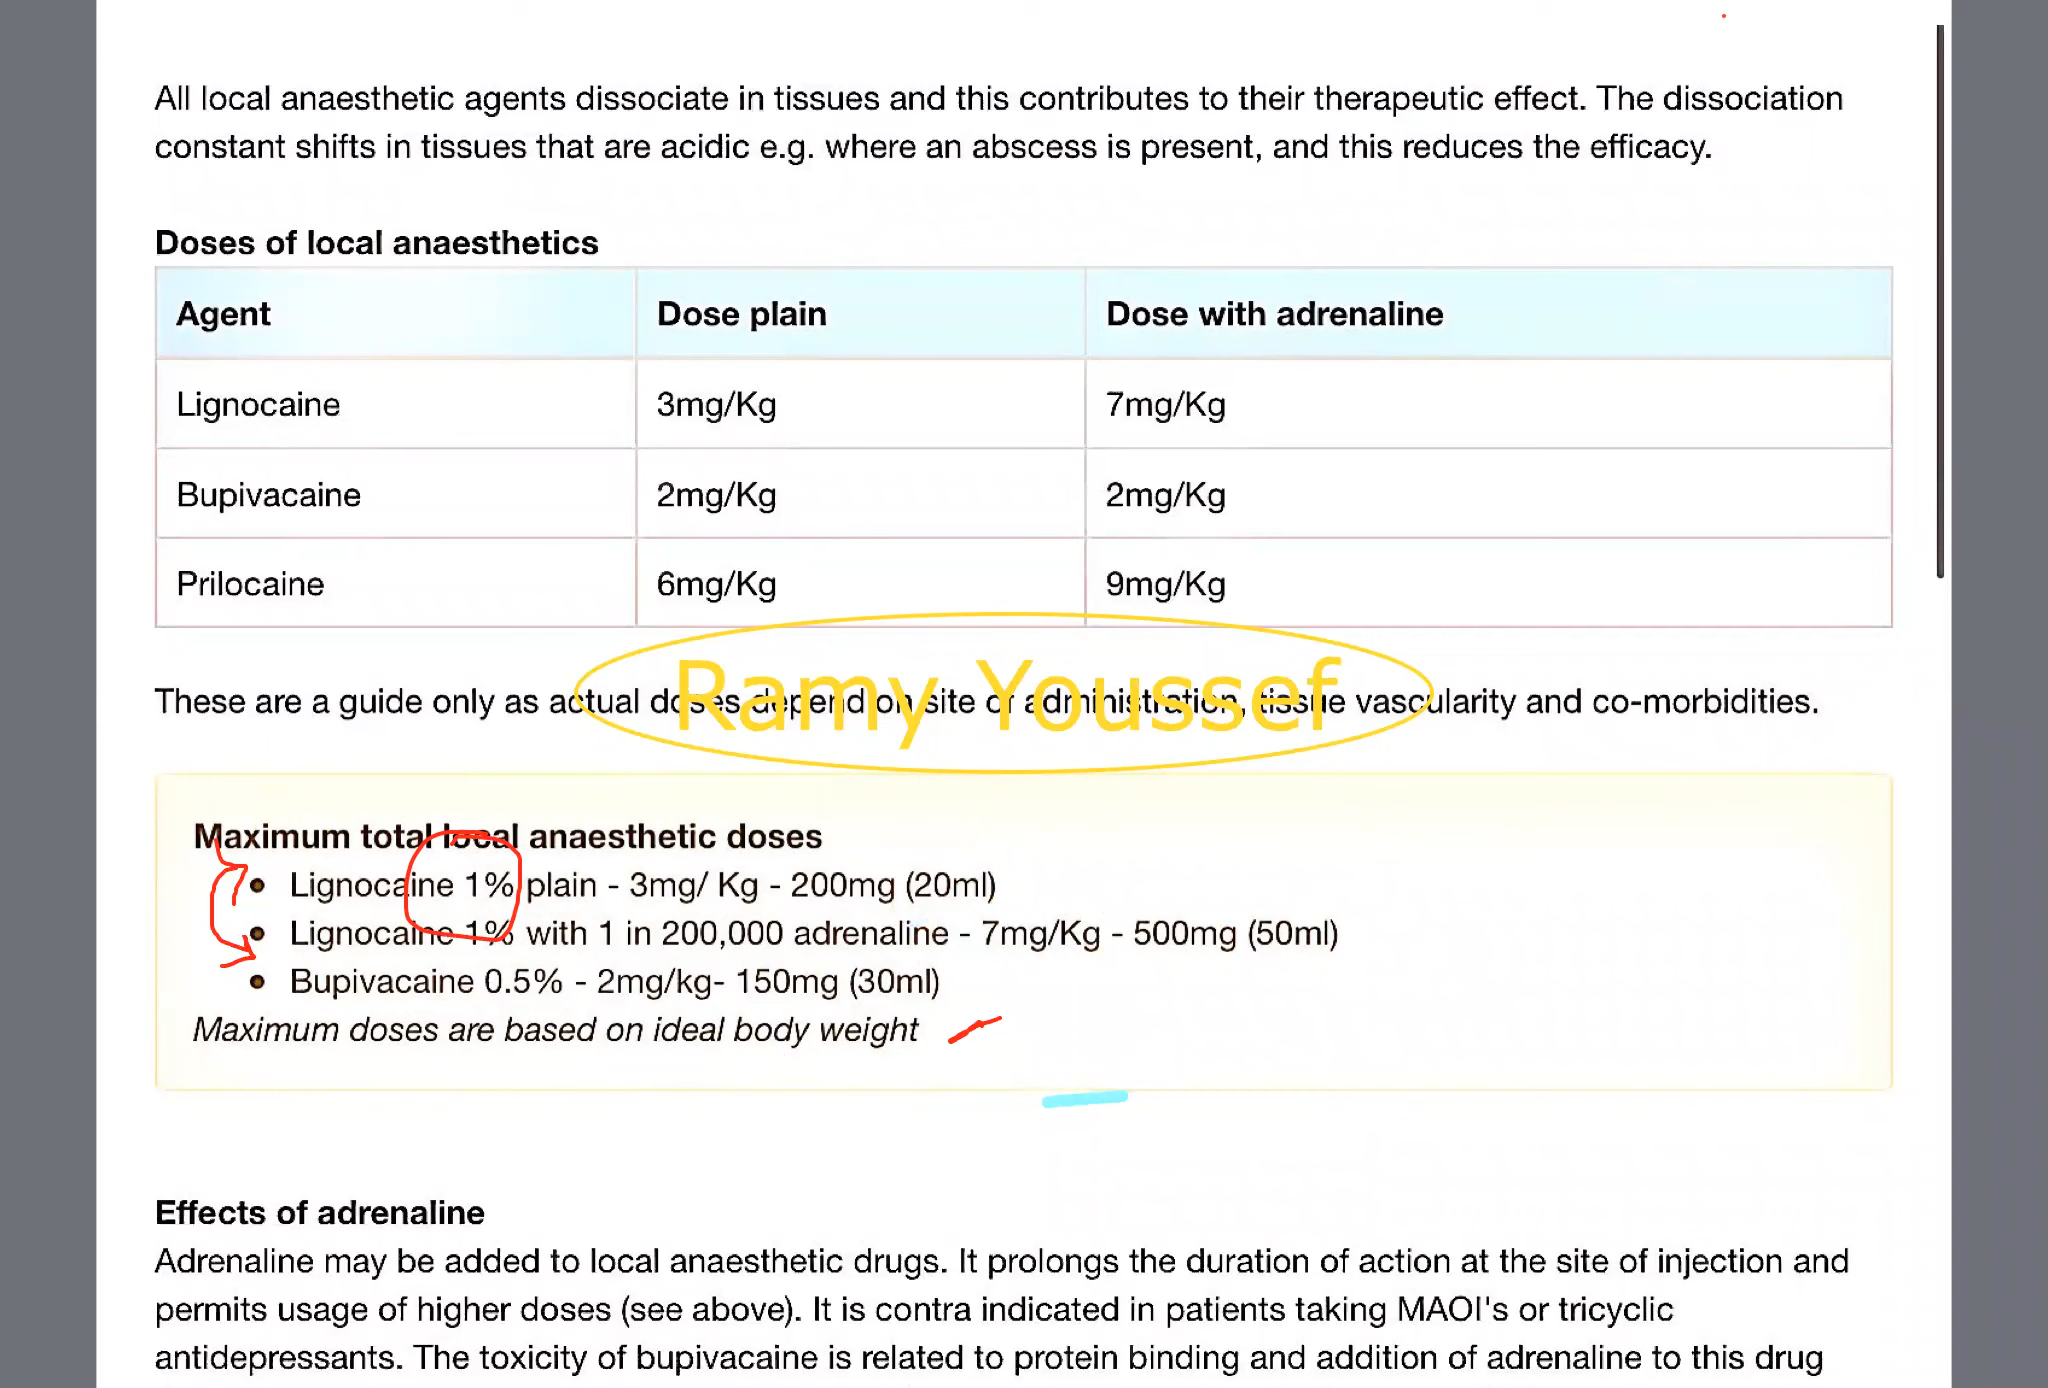 All local anaesthetic agents dissociate in tissues and this contributes to their therapeutic effect. The dissociation
constant shifts in tissues that are acidic e.g. where an abscess is present, and this reduces the efficacy.
Doses of local anaesthetics
Agent Dose plain Dose with adrenaline
Lignocaine 3mg/Kg 7mg/Kg
Bupivacaine 2mg/Kg 2mg/Kg
Prilocaine 6mg/Kg 9mg/Kg
Ramy Youssef
These are a guide only as actual doses depend on site of administration, tissue vascularity and co-morbidities.
Maximum total local anaesthetic doses
Lignocaine 1% plain - 3mg/ Kg - 200mg (20ml)
Lignocaine 1% with 1 in 200,000 adrenaline - 7mg/Kg - 500mg (50ml)
Bupivacaine 0.5% - 2mg/kg- 150mg (30ml)
Maximum doses are based on ideal body weight
Effects of adrenaline
Adrenaline may be added to local anaesthetic drugs. It prolongs the duration of action at the site of injection and
permits usage of higher doses (see above). It is contra indicated in patients taking MAOI's or tricyclic
antidepressants. The toxicity of bupivacaine is related to protein binding and addition of adrenaline to this drug